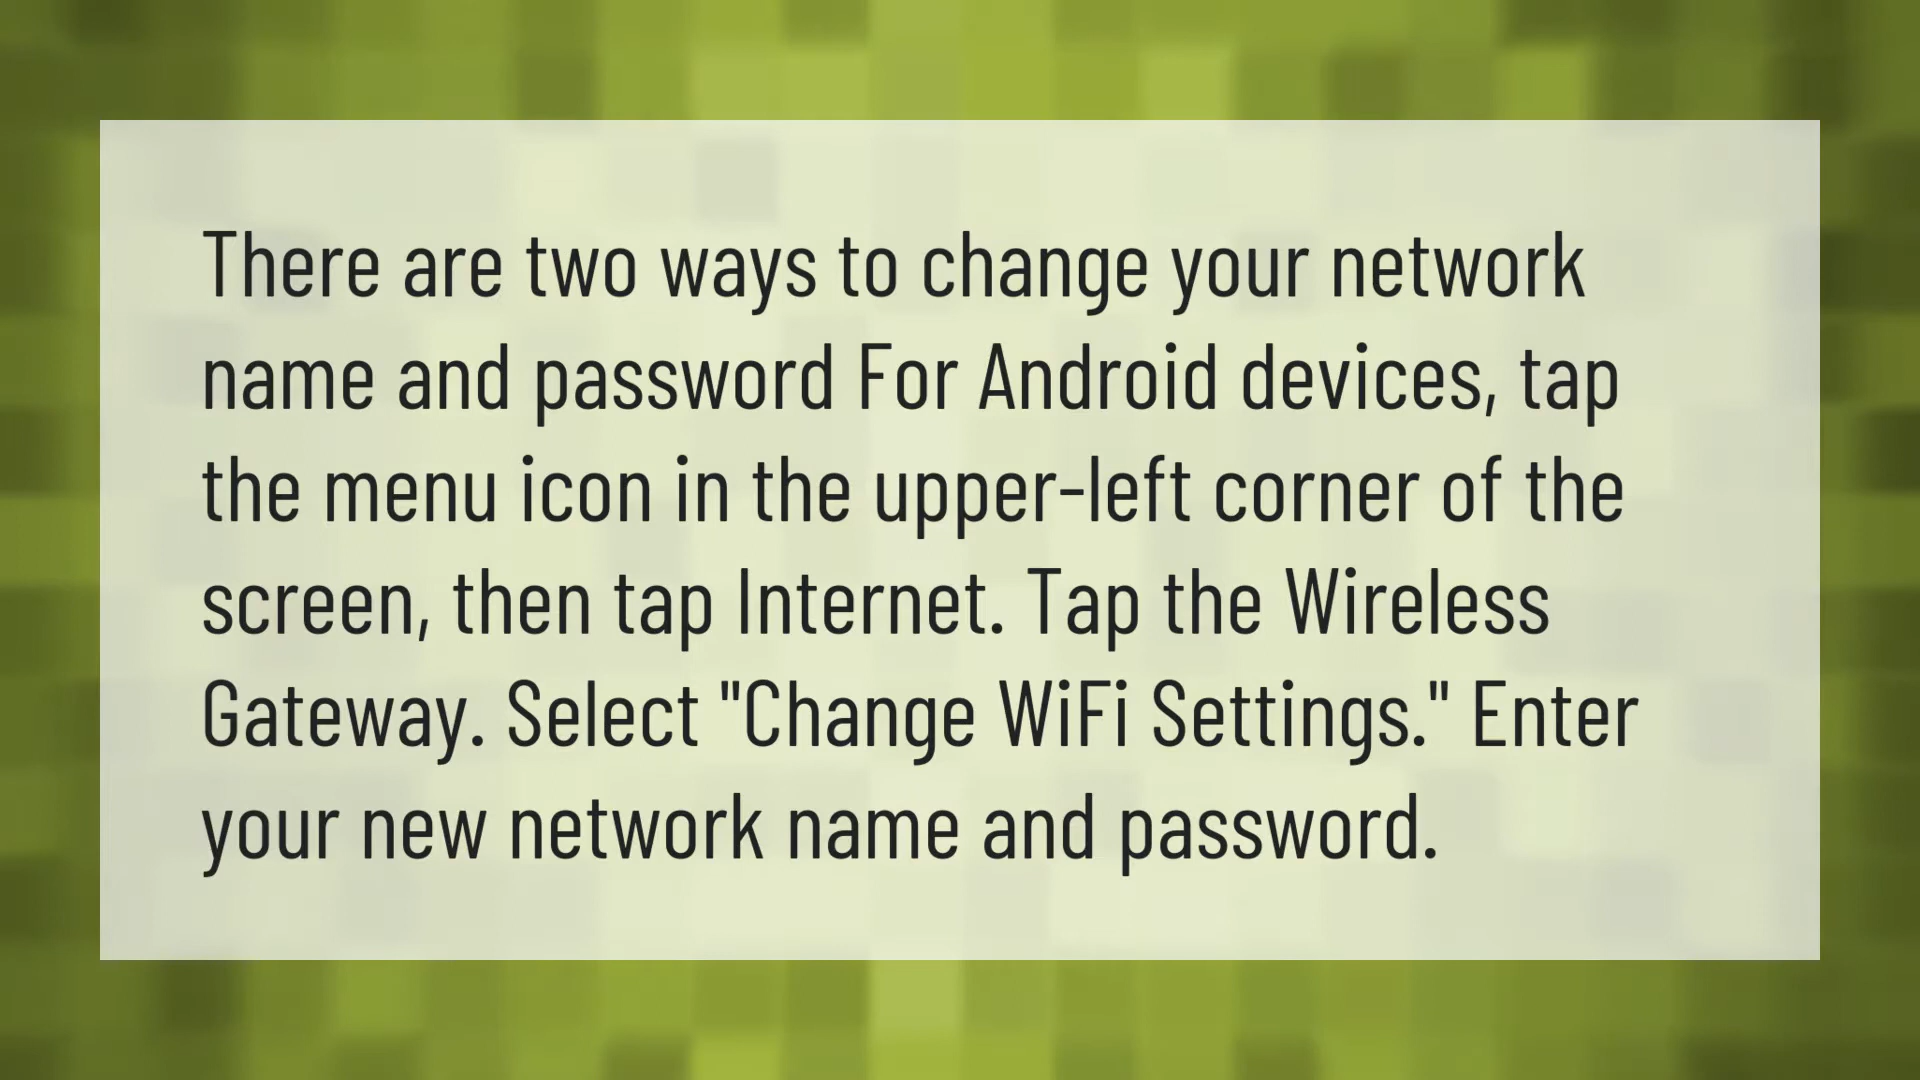 There are two ways to change your network
name and password For Android devices, tap
the menu icon in the upper-left corner of the
screen, then tap Internet. Tap the Wireless
Gateway. Select "Change WiFi Settings." Enter
your new network name and password.